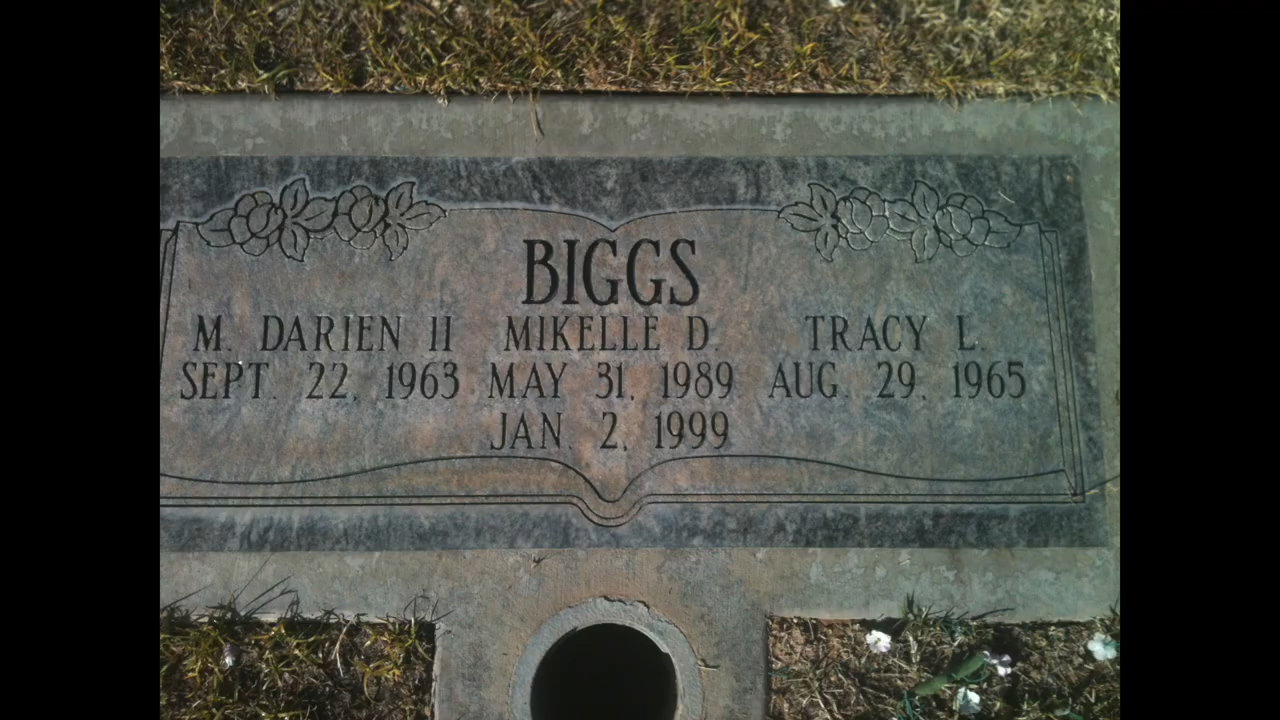 BIGGS
M. DARIEN II MIKELLE D. TRACY L.
SEPT. 22, 1963 MAY 31, 1989 AUG. 29, 1965
JAN. 2, 1999